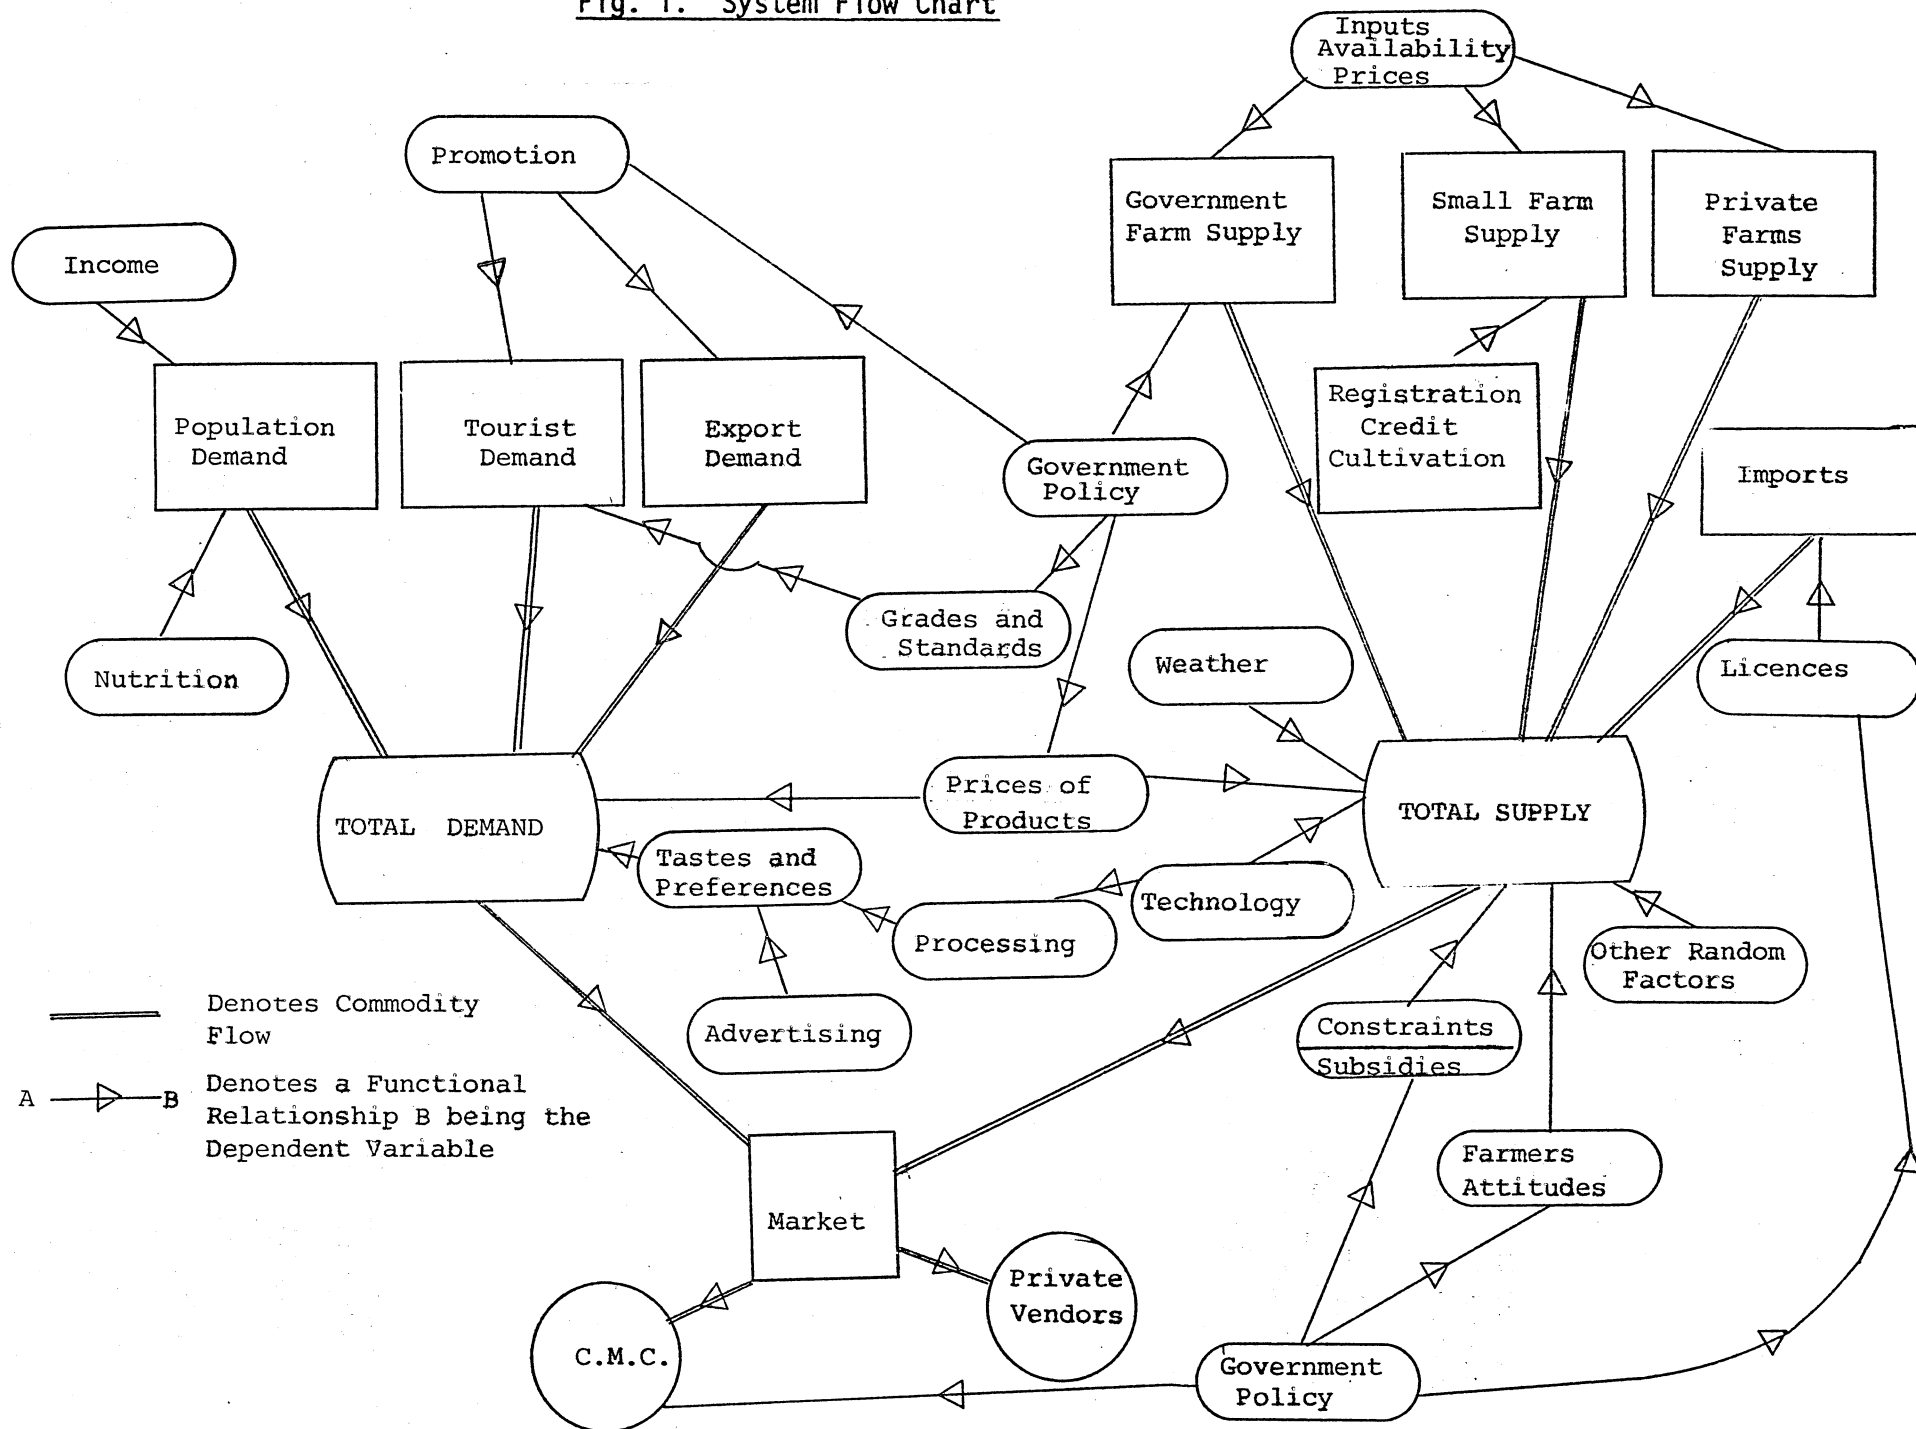 Fig. 1. System Flow Chart
Inputs
Availability
Prices
Promotion
Government
Farm Supply
Small Farm
Supply
Private
Farms
Supply
Income
Population
Demand
Tourist
Demand
Export
Demand
Registration
Credit
Cultivation
Government
Policy
Imports
Grades and
Standards
Nutrition
Weather
Licences
Prices of
Products
TOTAL DEMAND
TOTAL SUPPLY
Tastes and
Preferences
Technology
Processing
Other Random
Factors
Advertising
Constraints
Subsidies
Denotes Commodity
Flow
A B
Denotes a Functional
Relationship B being the
Dependent Variable
Farmers
Attitudes
Market
Private
Vendors
C.M.C.
Government
Policy